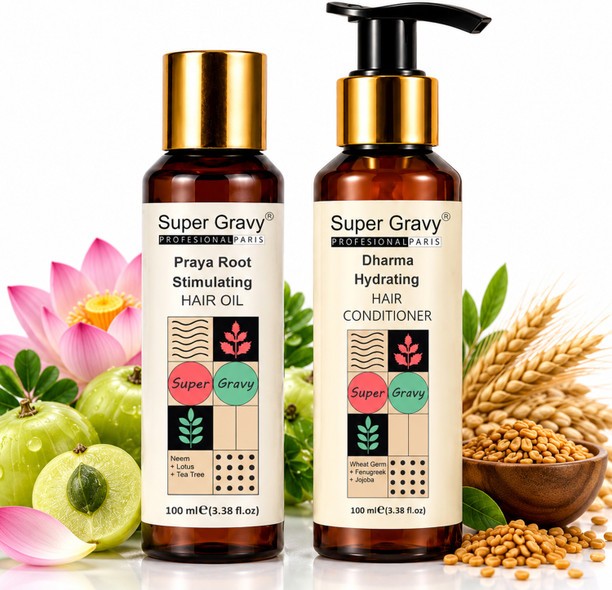 Super Gravy®
PROFESIONAL PARIS
Praya Root
Stimulating
HAIR OIL
Super Gravy
Neem
+ Lotus
+ Tea Tree
100 ml℮(3.38 fl.oz)
Super Gravy®
PROFESIONAL PARIS
Dharma
Hydrating
HAIR
CONDITIONER
Super Gravy
Wheat Germ
+ Fenugreek
+ Jojoba
100 ml℮(3.38 fl.oz)